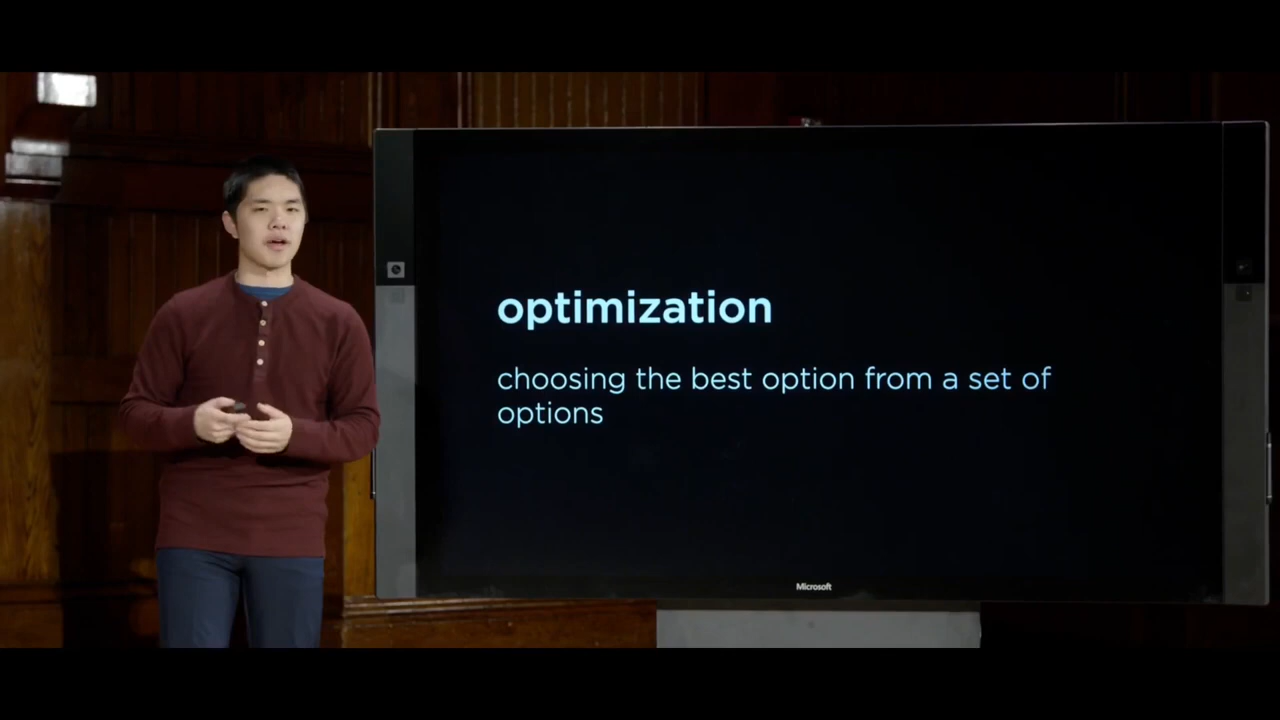 optimization
choosing the best option from a set of
options
Microsoft